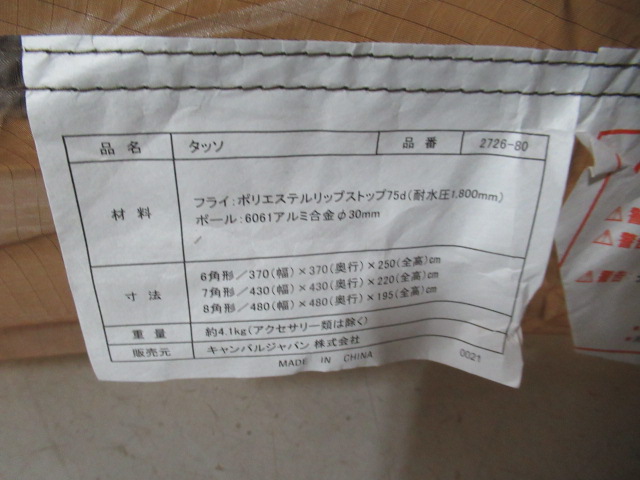 品名 タッソ 品番 2726-80
材料 フライ:ポリエステルリップストップ75d(耐水圧1,800mm)
ポール:6061アルミ合金φ30mm
寸法 6角形/370(幅)×370(奥行)×250(全高)cm
7角形/430(幅)×430(奥行)×220(全高)cm
8角形/480(幅)×480(奥行)×195(全高)cm
重量 約4.1kg(アクセサリー類は除く)
販売元 キャンパルジャパン 株式会社
MADE IN CHINA 0021